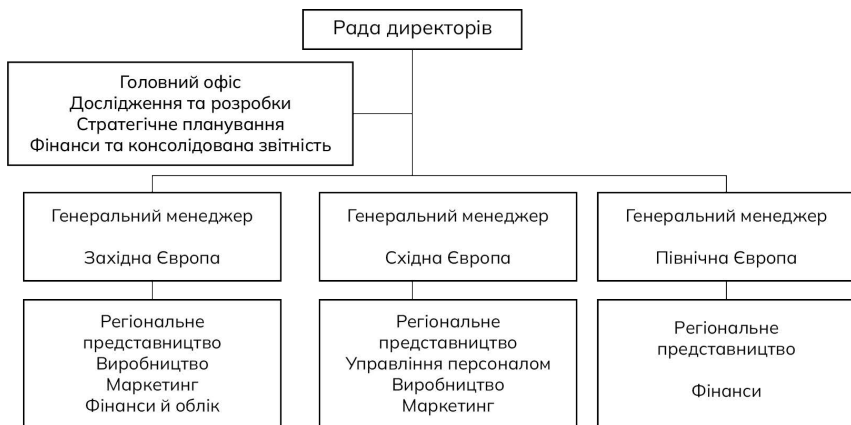 Рада директорів
Головний офіс
Дослідження та розробки
Стратегічне планування
Фінанси та консолідована звітність
Генеральний менеджер
Західна Європа
Генеральний менеджер
Східна Європа
Генеральний менеджер
Північна Європа
Регіональне
представництво
Виробництво
Маркетинг
Фінанси й облік
Регіональне
представництво
Управління персоналом
Виробництво
Маркетинг
Регіональне
представництво
Фінанси